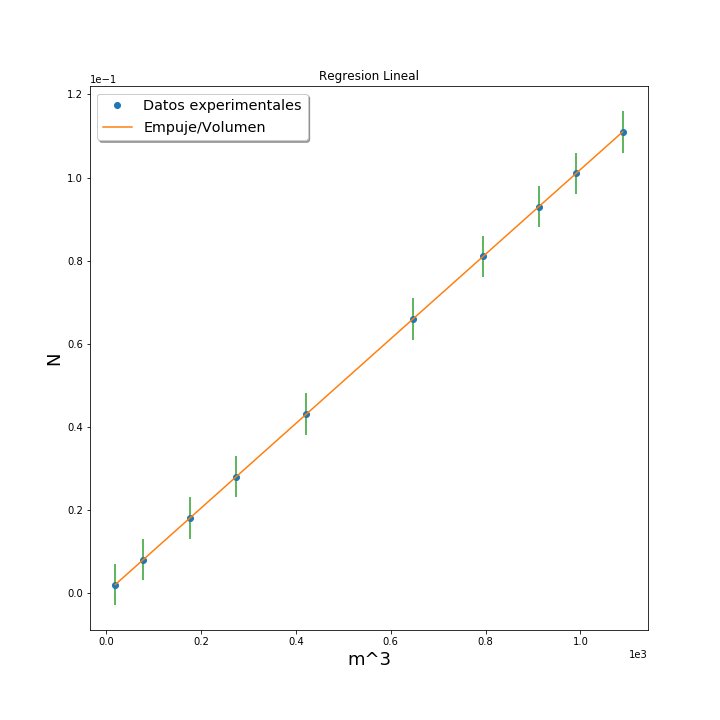 Regresion Lineal
1e−1
Datos experimentales
Empuje/Volumen
1.2
1.0
0.8
0.6
0.4
0.2
0.0
N
0.0 0.2 0.4 0.6 0.8 1.0
1e3
m^3